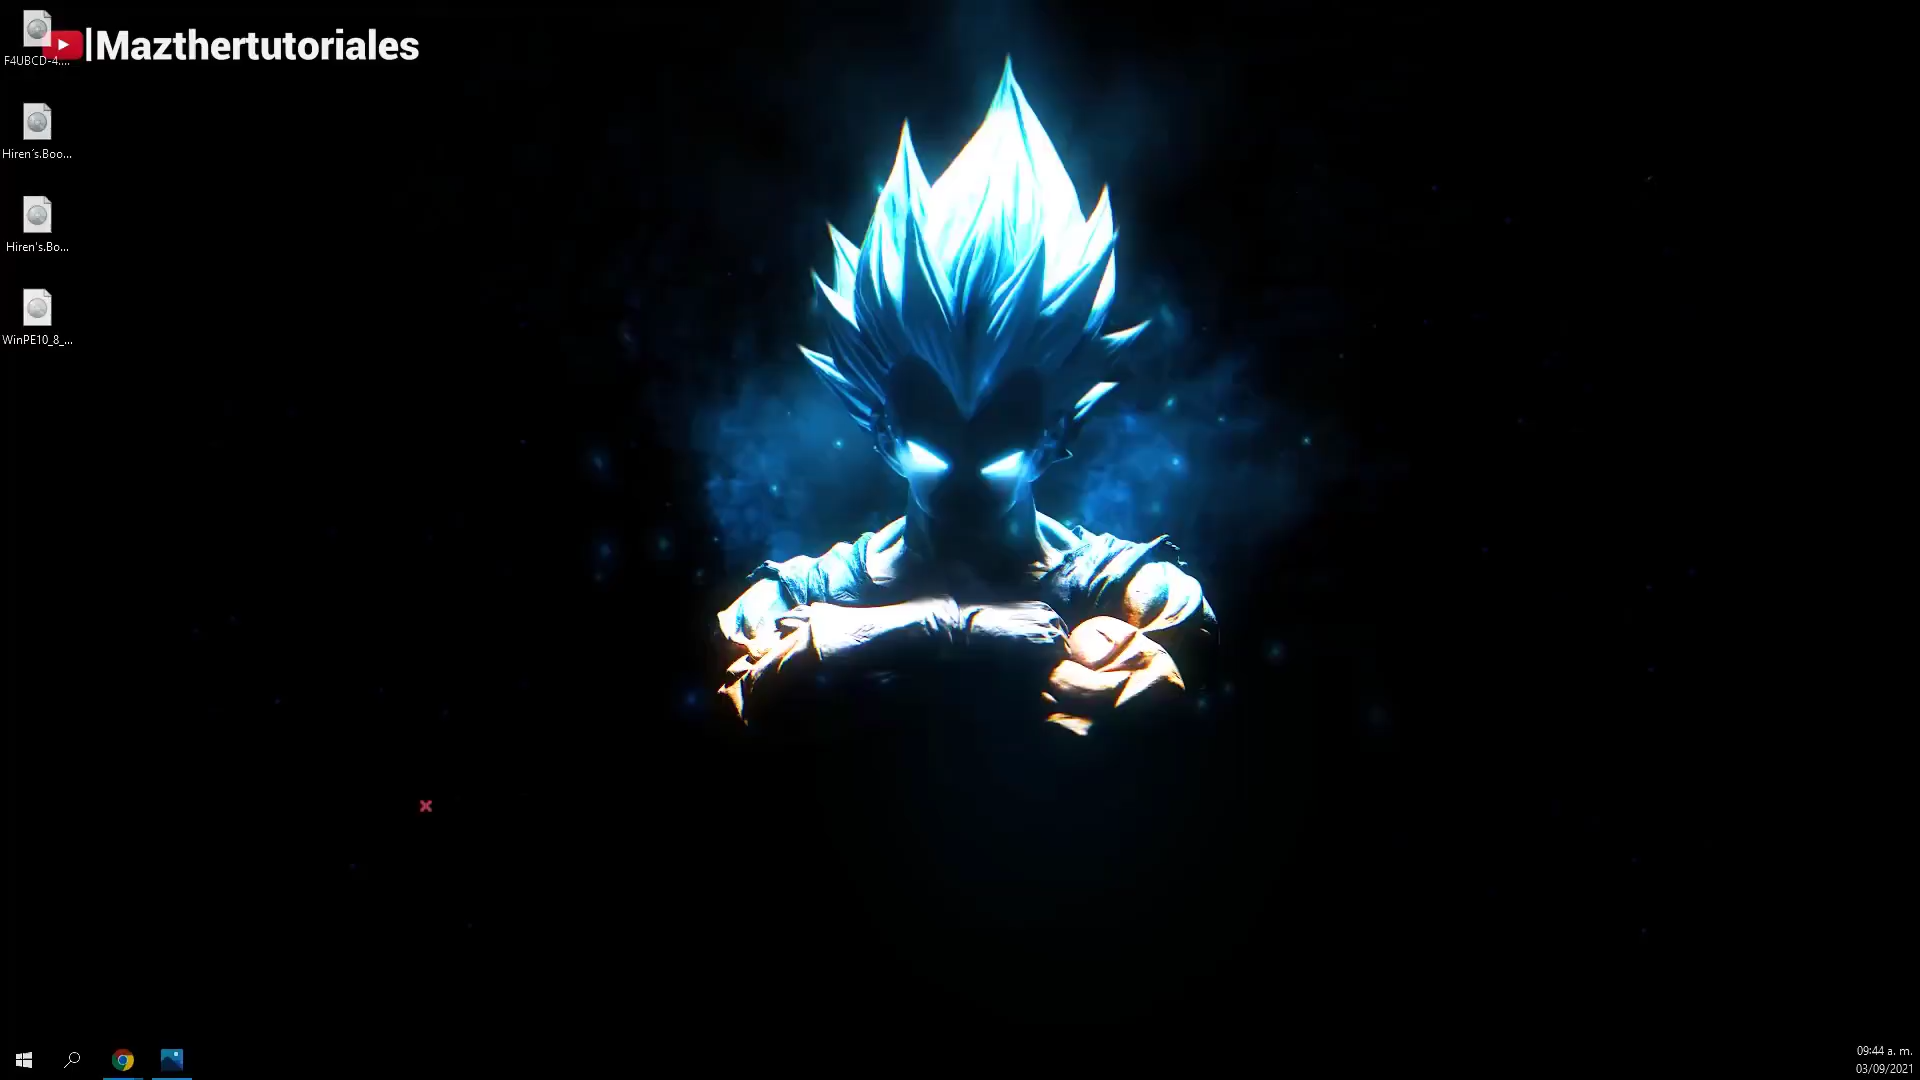 |Mazthertutoriales
F4UBCD-4....
Hiren´s.Boo...
Hiren's.Bo...
WinPE10_8_...
09:44 a. m.
03/09/2021